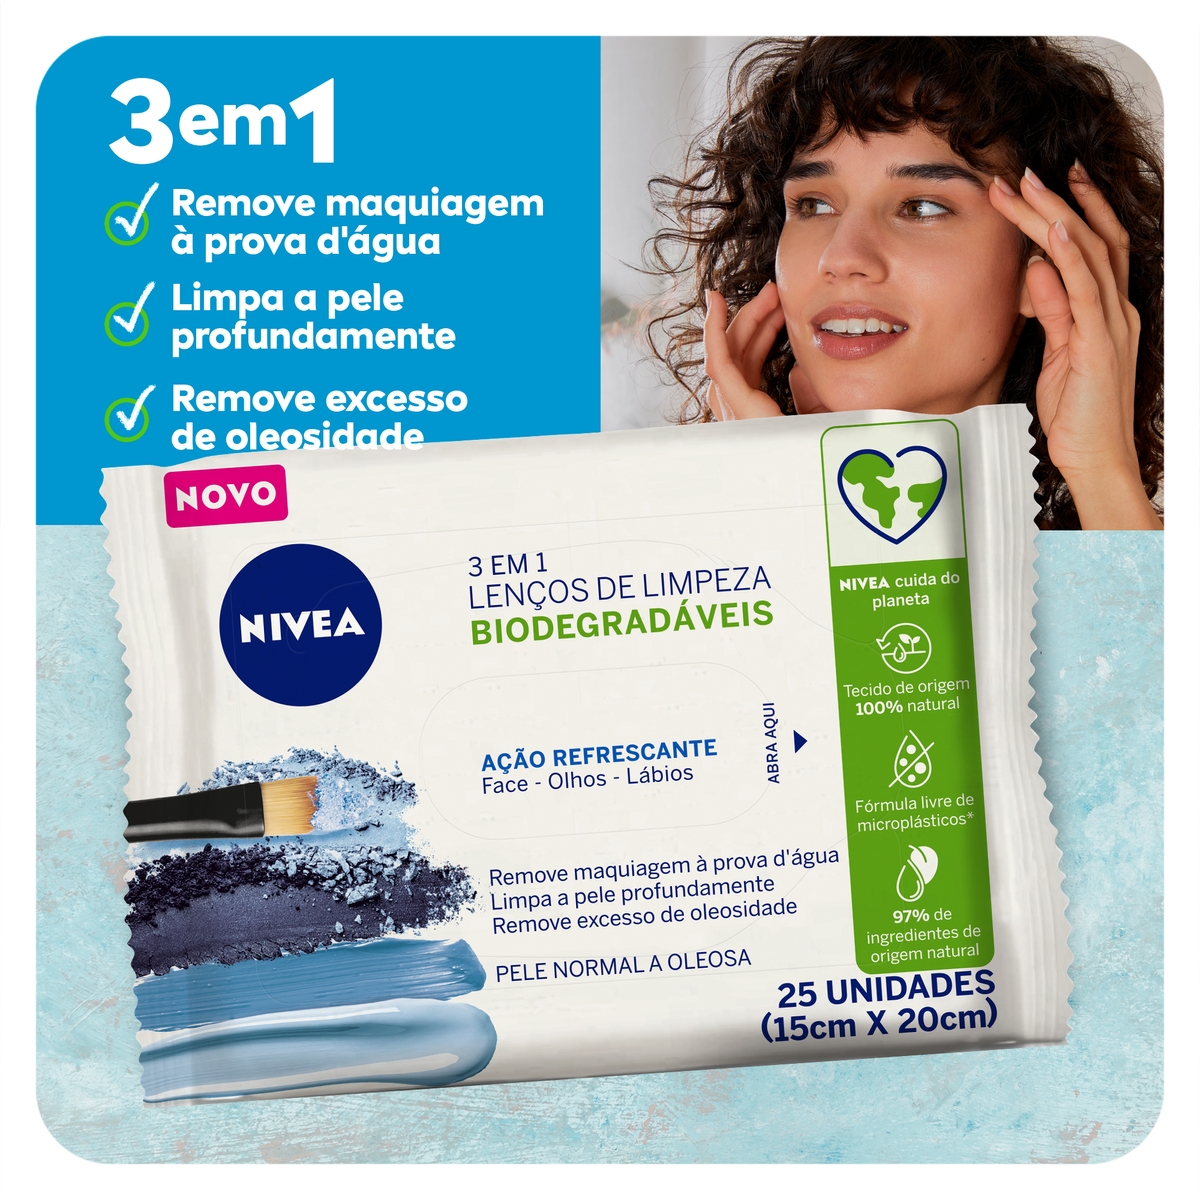 3em1
Remove maquiagem
à prova d'água
Limpa a pele
profundamente
Remove excesso
de oleosidade
NOVO
NIVEA
3 EM 1
LENÇOS DE LIMPEZA
BIODEGRADÁVEIS
AÇÃO REFRESCANTE
Face - Olhos - Lábios
ABRA AQUI
Remove maquiagem à prova d'água
Limpa a pele profundamente
Remove excesso de oleosidade
PELE NORMAL A OLEOSA
NIVEA cuida do
planeta
Tecido de origem
100% natural
Fórmula livre de
microplásticos*
97% de
ingredientes de
origem natural
25 UNIDADES
(15cm X 20cm)